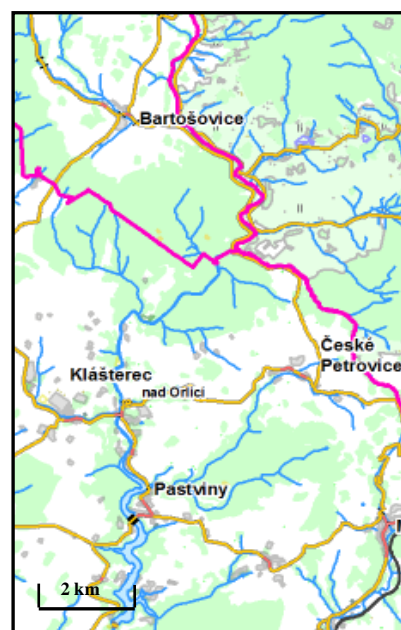 Bartošovice
České
Petrovice
Klášterec
nad Orlicí
Pastviny
M
2 km